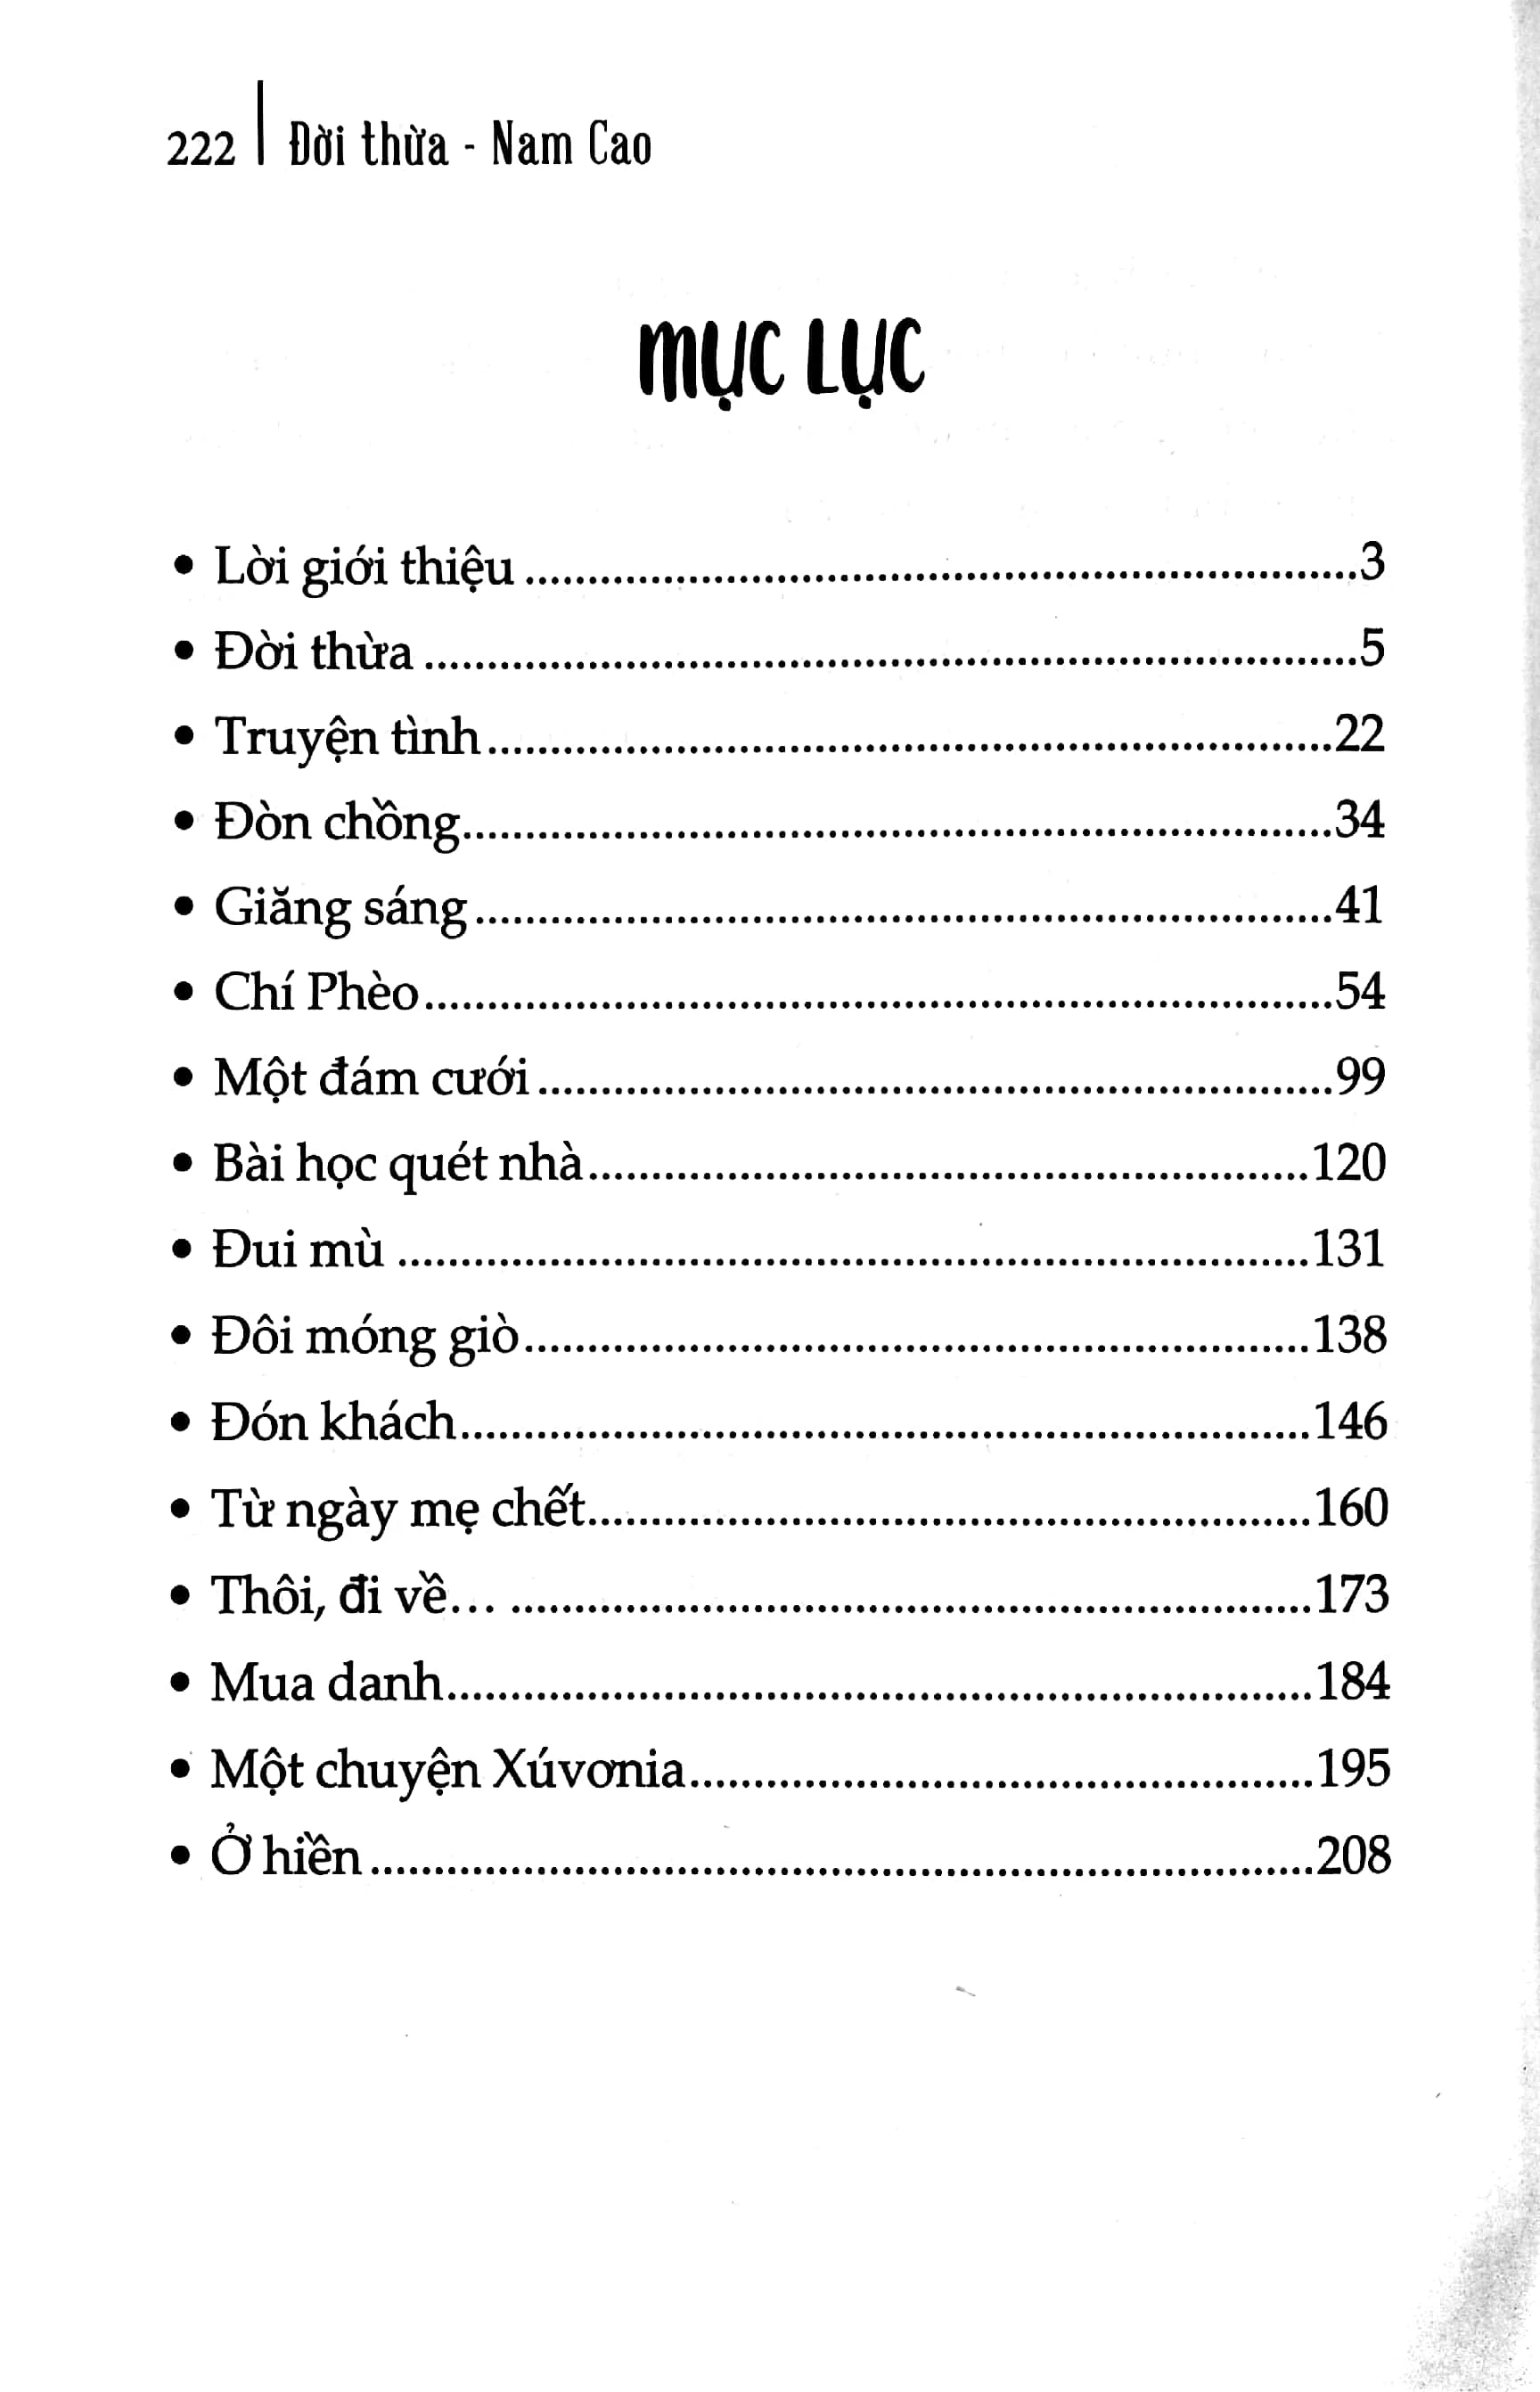 222 | Đời thừa - Nam Cao
MỤC LỤC
• Lời giới thiệu ........................................ 3
• Đời thừa ........................................ 5
• Truyện tình ........................................ 22
• Đòn chồng ........................................ 34
• Giăng sáng ........................................ 41
• Chí Phèo ........................................ 54
• Một đám cưới ........................................ 99
• Bài học quét nhà ........................................ 120
• Đui mù ........................................ 131
• Đôi móng giò ........................................ 138
• Đón khách ........................................ 146
• Từ ngày mẹ chết ........................................ 160
• Thôi, đi về... ........................................ 173
• Mua danh ........................................ 184
• Một chuyện Xúvơnia ........................................ 195
• Ở hiền ........................................ 208